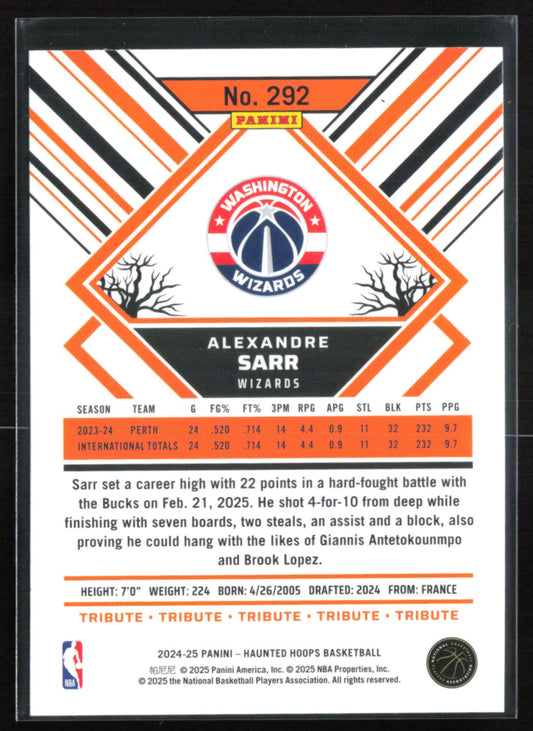 No. 292
PANINI
WASHINGTON
WIZARDS
ALEXANDRE
SARR
WIZARDS
SEASON TEAM G FG% FT% 3PM RPG APG STL BLK PTS PPG
2023-24 PERTH 24 .520 .714 14 4.4 0.9 11 32 232 9.7
INTERNATIONAL TOTALS 24 .520 .714 14 4.4 0.9 11 32 232 9.7
Sarr set a career high with 22 points in a hard-fought battle with
the Bucks on Feb. 21, 2025. He shot 4-for-10 from deep while
finishing with seven boards, two steals, an assist and a block, also
proving he could hang with the likes of Giannis Antetokounmpo
and Brook Lopez.
HEIGHT: 7'0" WEIGHT: 224 BORN: 4/26/2005 DRAFTED: 2024 FROM: FRANCE
TRIBUTE • TRIBUTE • TRIBUTE • TRIBUTE • TRIBUTE
2024-25 PANINI – HAUNTED HOOPS BASKETBALL
帕尼尼 © 2025 Panini America, Inc. © 2025 NBA Properties, Inc.
© 2025 the National Basketball Players Association. All rights reserved.
NBA